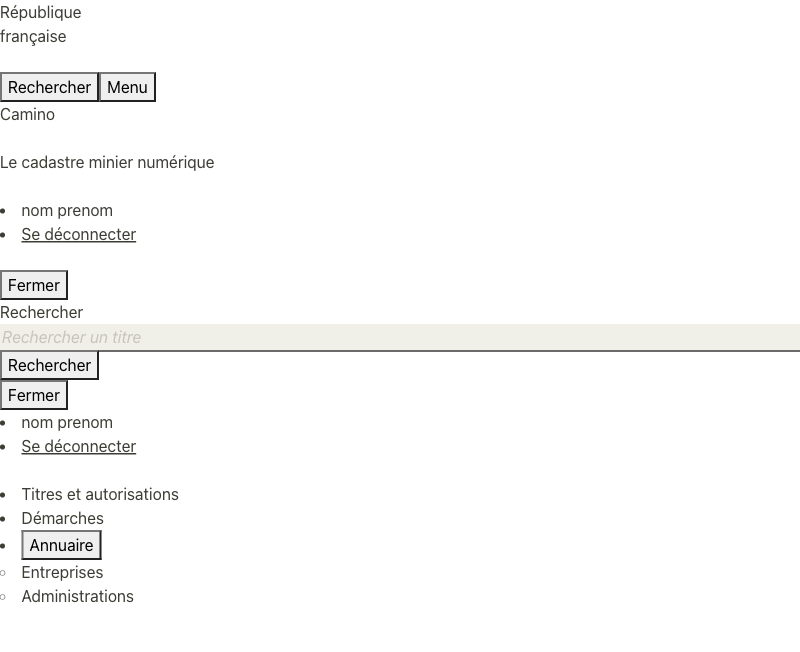 République
française
Rechercher Menu
Camino
Le cadastre minier numérique
nom prenom
Se déconnecter
Fermer
Rechercher
Rechercher un titre
Rechercher
Fermer
nom prenom
Se déconnecter
Titres et autorisations
Démarches
Annuaire
Entreprises
Administrations